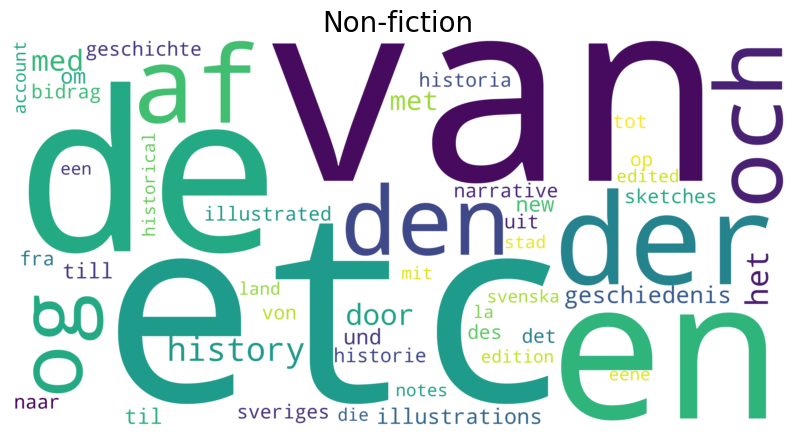 Non-fiction
account
med
geschichte
om
bidrag
af
van
historia
met
och
tot
de
een
historical
op
edited
narrative
sketches
illustrated
den
new
uit
der
stad
fra
till
mit
het
etc
land
svenska
geschiedenis
og
von
door
la
en
history
und
des
det
historie
edition
eene
naar
notes
til
sveriges
die
illustrations